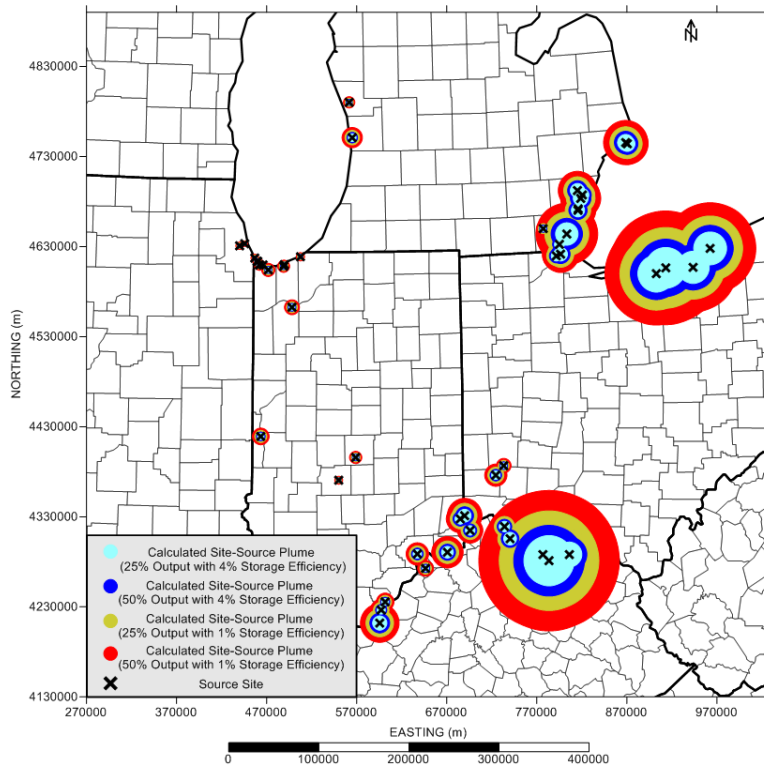 N
4830000
4730000
4630000
4530000
4430000
4330000
4230000
4130000
NORTHING (m)
Calculated Site-Source Plume
(25% Output with 4% Storage Efficiency)
Calculated Site-Source Plume
(50% Output with 4% Storage Efficiency)
Calculated Site-Source Plume
(25% Output with 1% Storage Efficiency)
Calculated Site-Source Plume
(50% Output with 1% Storage Efficiency)
Source Site
270000 370000 470000 570000 670000 770000 870000 970000
EASTING (m)
0 100000 200000 300000 400000